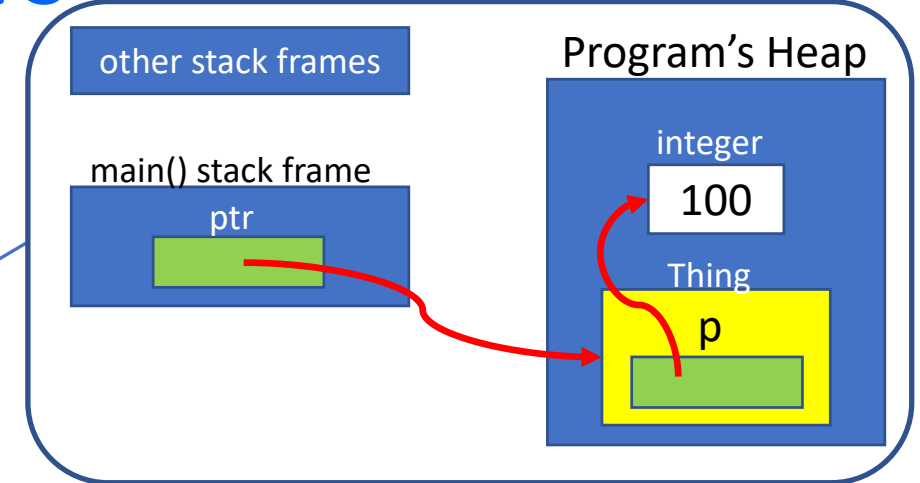 other stack frames
main() stack frame
ptr
Program’s Heap
integer
100
Thing
p